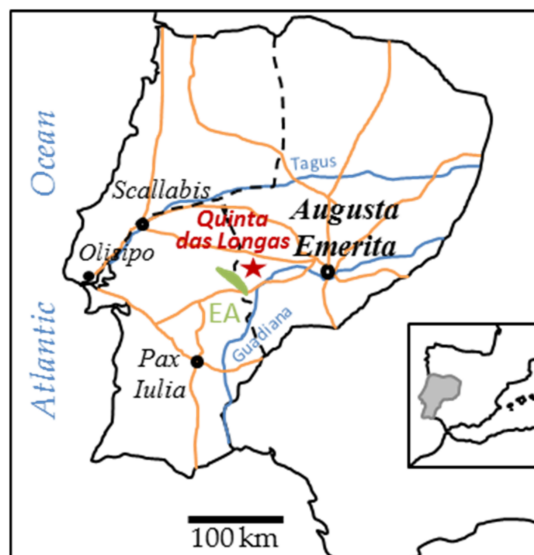 Ocean
Atlantic
Tagus
Scallabis
Augusta
Emerita
Quinta
das Longas
Olisipo
EA
Guadiana
Pax
Iulia
100 km